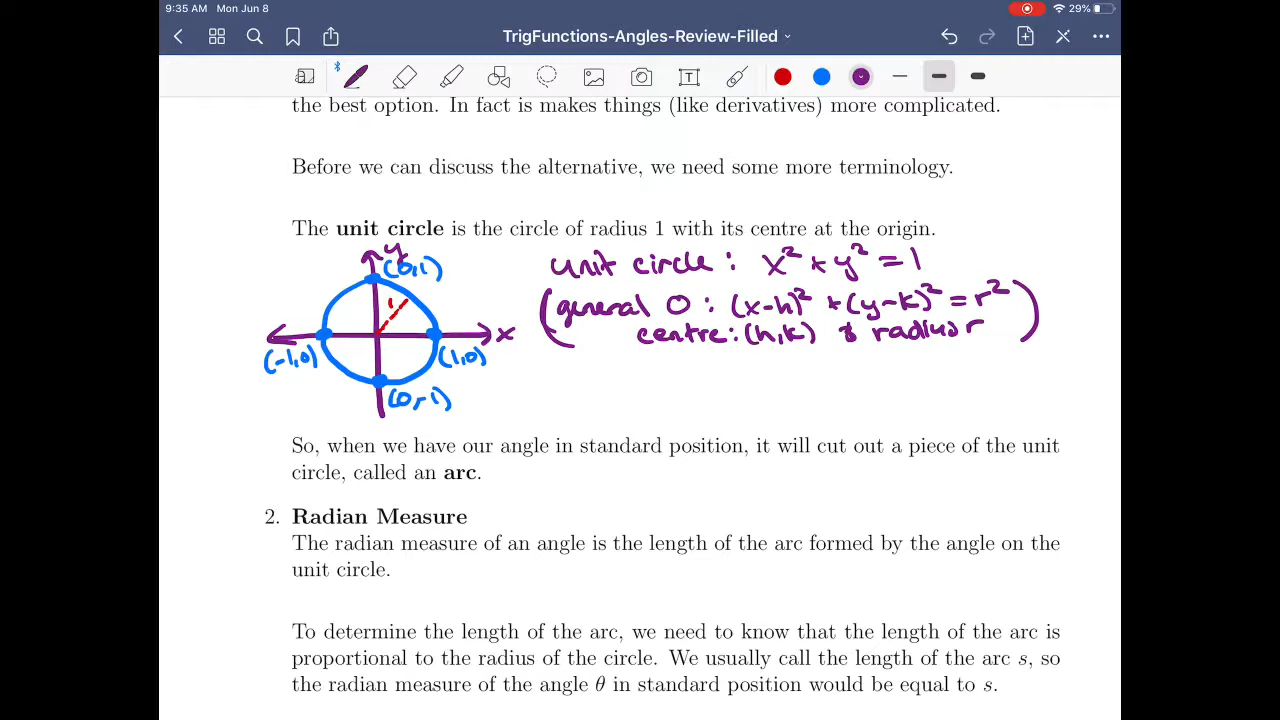 9:35 AM Mon Jun 8
29%
TrigFunctions-Angles-Review-Filled
T
the best option. In fact is makes things (like derivatives) more complicated.
Before we can discuss the alternative, we need some more terminology.
The unit circle is the circle of radius 1 with its centre at the origin.
y
(0,1)
1
x
(-1,0)
(1,0)
(0,-1)
unit circle: x² + y² = 1
(general O: (x-h)² + (y-k)² = r²
centre: (h,k) & radius r)
So, when we have our angle in standard position, it will cut out a piece of the unit
circle, called an arc.
2. Radian Measure
The radian measure of an angle is the length of the arc formed by the angle on the
unit circle.
To determine the length of the arc, we need to know that the length of the arc is
proportional to the radius of the circle. We usually call the length of the arc s, so
the radian measure of the angle θ in standard position would be equal to s.